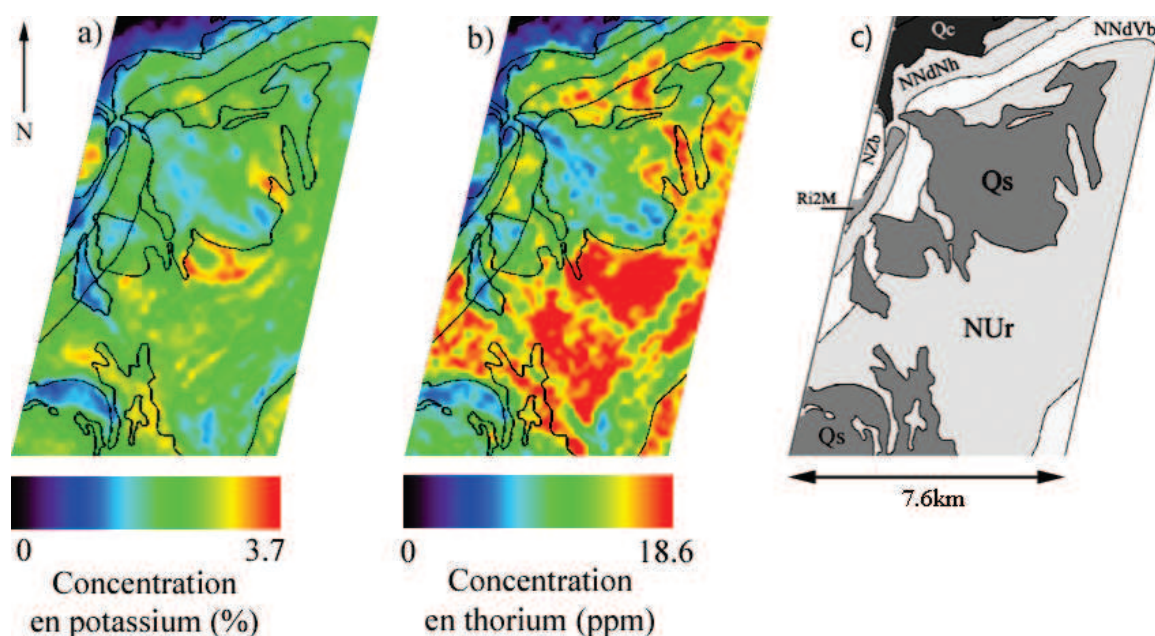 a)
b)
c)
N
Qc
NNdVb
NNdNh
NZb
Ri2M
Qs
NUr
Qs
7.6km
0 3.7
Concentration
en potassium (%)
0 18.6
Concentration
en thorium (ppm)